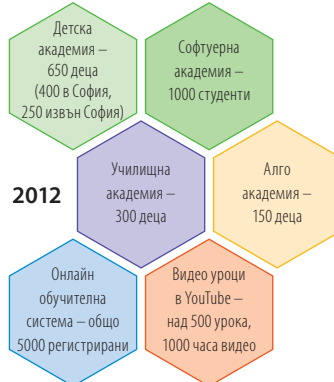 Детска
академия –
650 деца
(400 в София,
250 извън София)
Софтуерна
академия –
1000 студенти
2012
Училищна
академия –
300 деца
Алго
академия –
150 деца
Онлайн
обучителна
система – общо
5000 регистрирани
Видео уроци
в YouTube –
над 500 урока,
1000 часа видео